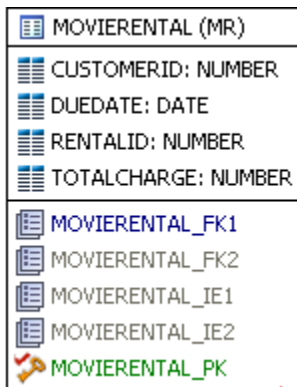 MOVIERENTAL (MR)
CUSTOMERID: NUMBER
DUEDATE: DATE
RENTALID: NUMBER
TOTALCHARGE: NUMBER
MOVIERENTAL_FK1
MOVIERENTAL_FK2
MOVIERENTAL_IE1
MOVIERENTAL_IE2
MOVIERENTAL_PK